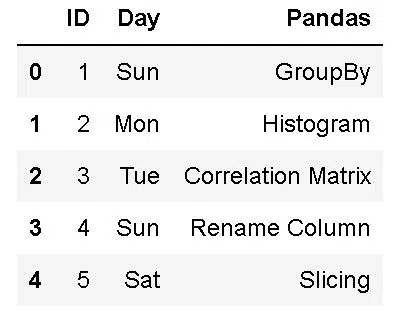 ID Day Pandas
0 1 Sun GroupBy
1 2 Mon Histogram
2 3 Tue Correlation Matrix
3 4 Sun Rename Column
4 5 Sat Slicing